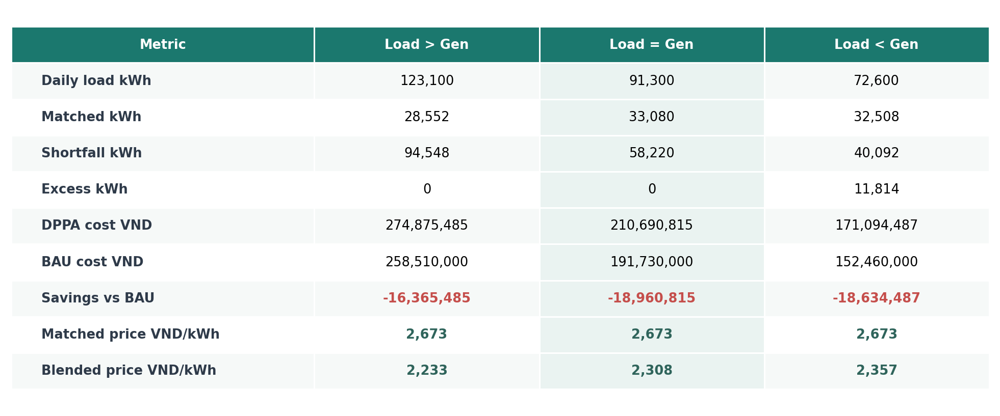 Metric Load > Gen Load = Gen Load < Gen
Daily load kWh 123,100 91,300 72,600
Matched kWh 28,552 33,080 32,508
Shortfall kWh 94,548 58,220 40,092
Excess kWh 0 0 11,814
DPPA cost VND 274,875,485 210,690,815 171,094,487
BAU cost VND 258,510,000 191,730,000 152,460,000
Savings vs BAU -16,365,485 -18,960,815 -18,634,487
Matched price VND/kWh 2,673 2,673 2,673
Blended price VND/kWh 2,233 2,308 2,357